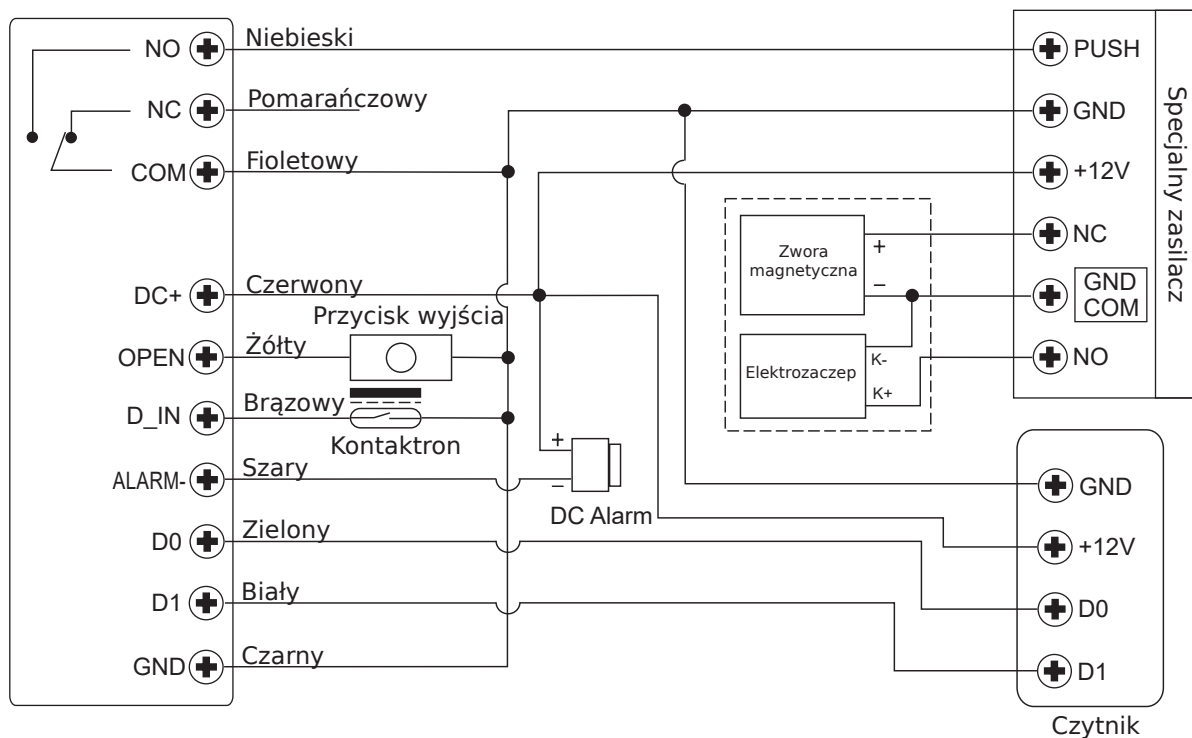 NO
Niebieski
NC
Pomarańczowy
COM
Fioletowy
DC+
Czerwony
Przycisk wyjścia
OPEN
Żółty
D_IN
Brązowy
Kontaktron
ALARM-
Szary
+
−
DC Alarm
D0
Zielony
D1
Biały
GND
Czarny
Zwora
magnetyczna
+
−
Elektrozaczep
K-
K+
PUSH
GND
+12V
NC
GND
COM
NO
Specjalny zasilacz
GND
+12V
D0
D1
Czytnik